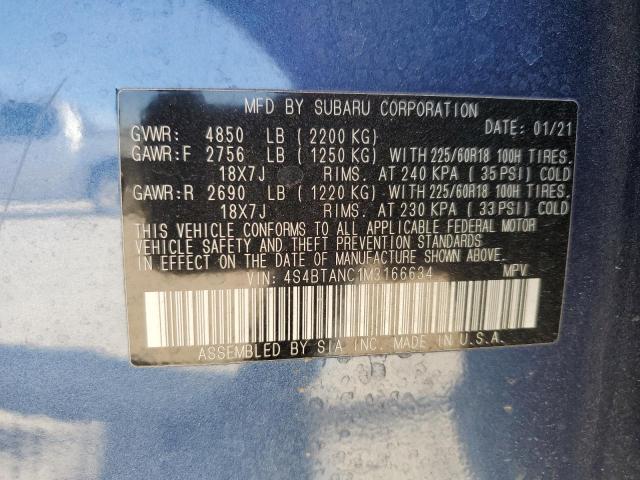 MFD BY SUBARU CORPORATION
DATE: 01/21
GVWR: 4850 LB (2200 KG)
GAWR:F 2756 LB (1250 KG) WITH 225/60R18 100H TIRES.
18X7J RIMS. AT 240 KPA (35 PSI) COLD
GAWR:R 2690 LB (1220 KG) WITH 225/60R18 100H TIRES.
18X7J RIMS. AT 230 KPA (33 PSI) COLD
THIS VEHICLE CONFORMS TO ALL APPLICABLE FEDERAL MOTOR
VEHICLE SAFETY AND THEFT PREVENTION STANDARDS
IN EFFECT ON THE DATE OF MANUFACTURE SHOWN ABOVE.
VIN: 4S4BTANC1M3166634 MPV
ASSEMBLED BY SIA INC. MADE IN U.S.A.